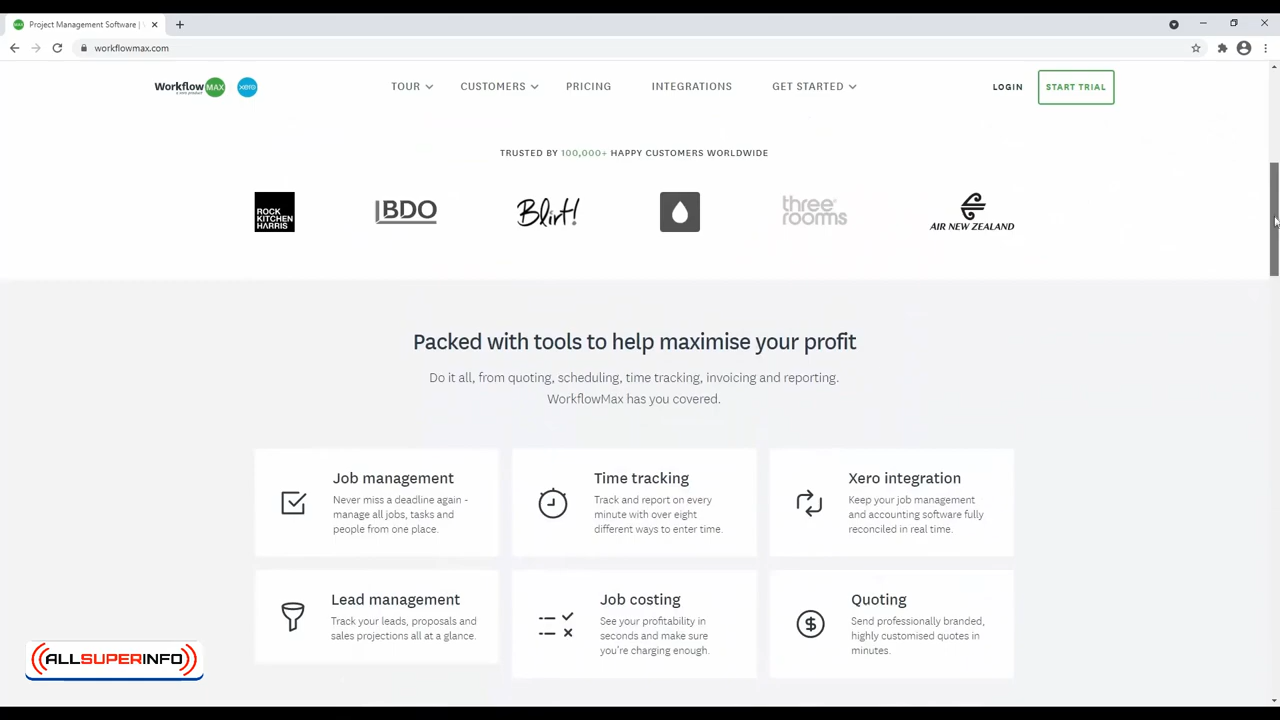 Project Management Software |
workflowmax.com
WorkflowMAX
a xero product
xero
TOUR
CUSTOMERS
PRICING
INTEGRATIONS
GET STARTED
LOGIN
START TRIAL
TRUSTED BY 100,000+ HAPPY CUSTOMERS WORLDWIDE
ROCK
KITCHEN
HARRIS
BDO
Blirt!
three
rooms
AIR NEW ZEALAND
Packed with tools to help maximise your profit
Do it all, from quoting, scheduling, time tracking, invoicing and reporting.
WorkflowMax has you covered.
Job management
Never miss a deadline again -
manage all jobs, tasks and
people from one place.
Time tracking
Track and report on every
minute with over eight
different ways to enter time.
Xero integration
Keep your job management
and accounting software fully
reconciled in real time.
Lead management
Track your leads, proposals and
sales projections all at a glance.
Job costing
See your profitability in
seconds and make sure
you're charging enough.
Quoting
Send professionally branded,
highly customised quotes in
minutes.
ALLSUPERINFO